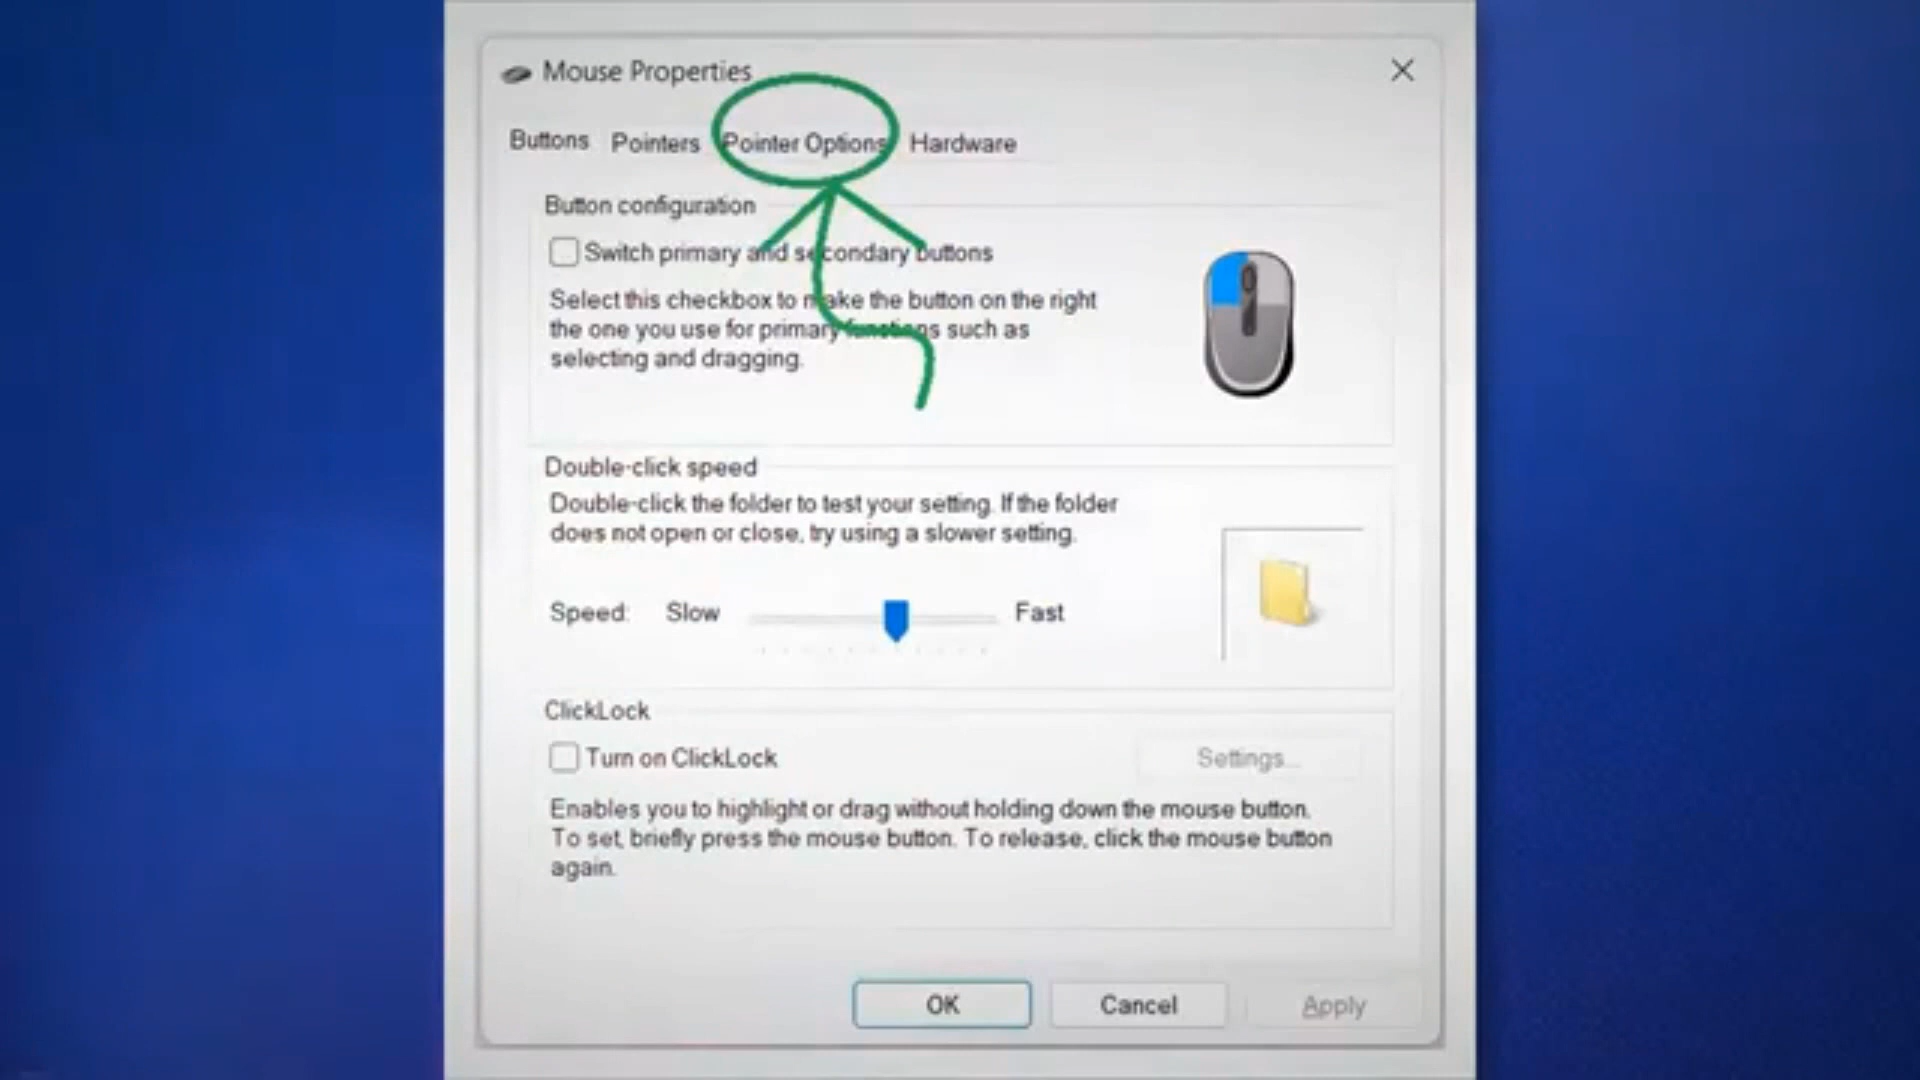 Mouse Properties
Buttons Pointers Pointer Options Hardware
Button configuration
Switch primary and secondary buttons
Select this checkbox to make the button on the right
the one you use for primary functions such as
selecting and dragging.
Double-click speed
Double-click the folder to test your setting. If the folder
does not open or close, try using a slower setting.
Speed: Slow Fast
ClickLock
Turn on ClickLock Settings...
Enables you to highlight or drag without holding down the mouse button.
To set, briefly press the mouse button. To release, click the mouse button
again.
OK Cancel Apply